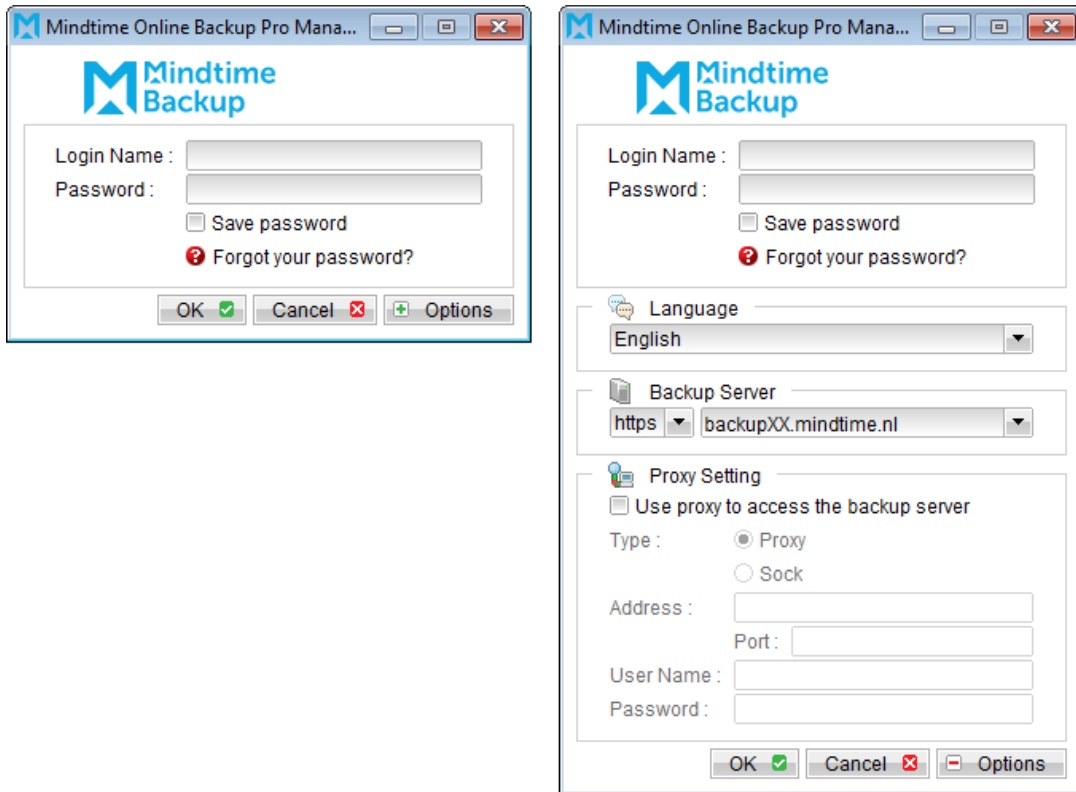 Mindtime Online Backup Pro Mana...
Mindtime
Backup
Login Name :
Password :
Save password
Forgot your password?
OK Cancel Options
Mindtime Online Backup Pro Mana...
Mindtime
Backup
Login Name :
Password :
Save password
Forgot your password?
Language
English
Backup Server
https backupXX.mindtime.nl
Proxy Setting
Use proxy to access the backup server
Type : Proxy
Sock
Address :
Port :
User Name :
Password :
OK Cancel Options